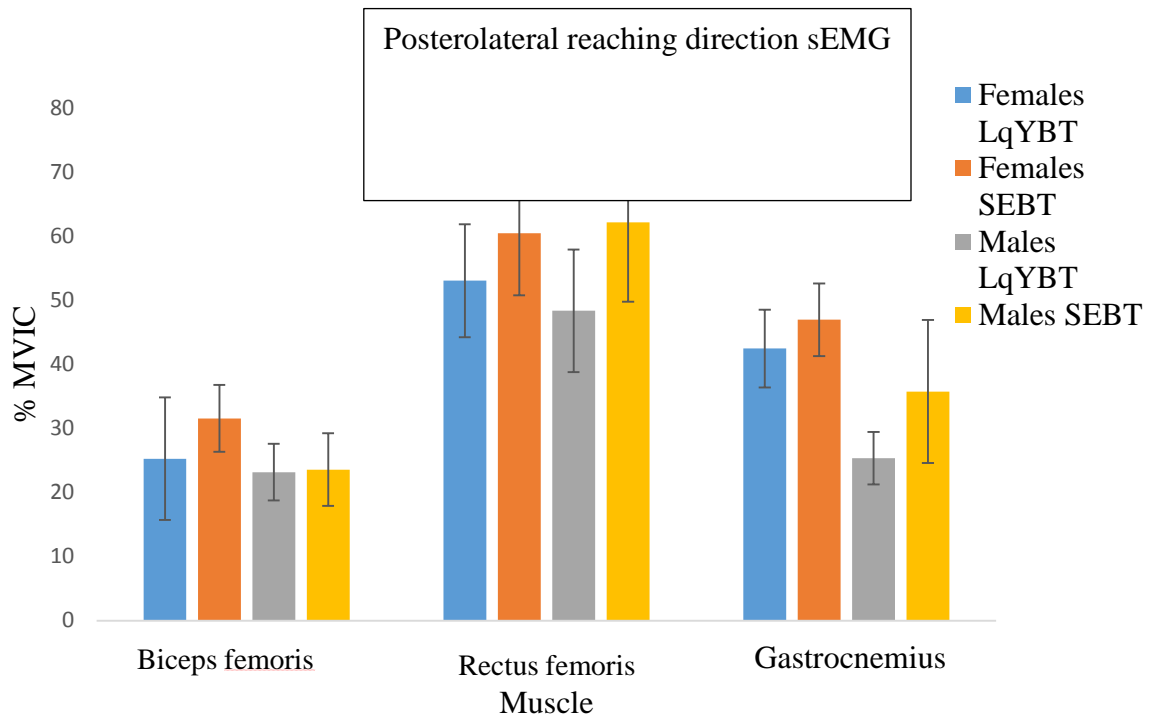 Posterolateral reaching direction sEMG
80
70
60
50
40
30
20
10
0
% MVIC
Females
LqYBT
Females
SEBT
Males
LqYBT
Males SEBT
Biceps femoris
Rectus femoris
Gastrocnemius
Muscle